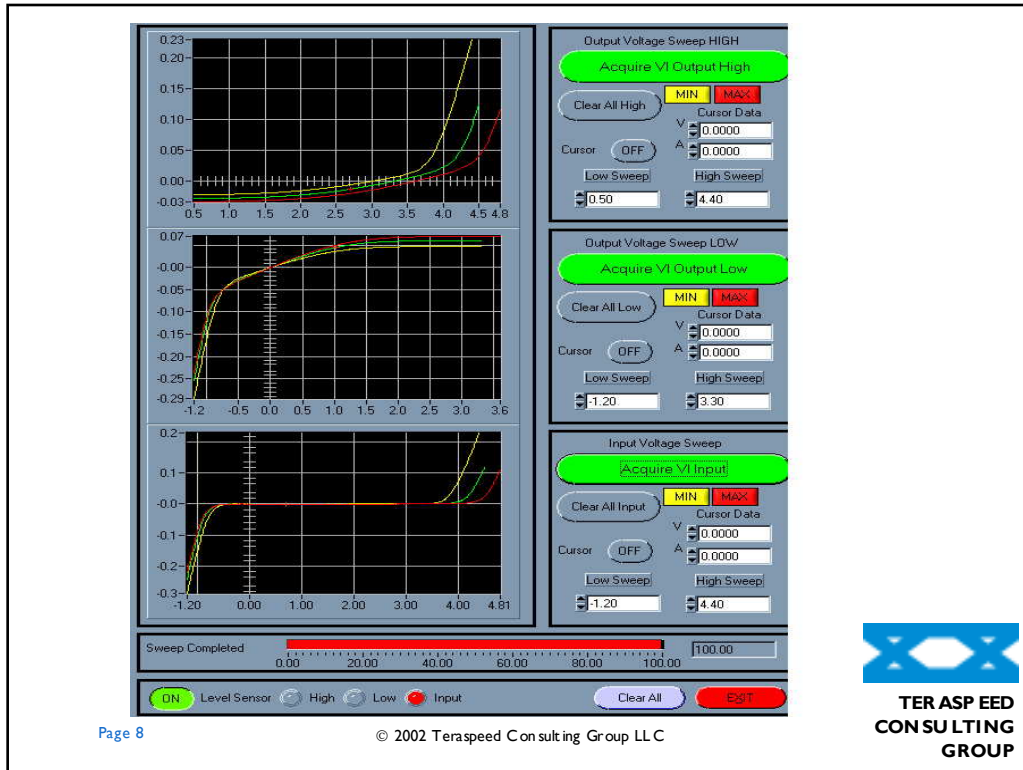 0.23
0.20
0.15
0.10
0.05
0.00
-0.03
0.5 1.0 1.5 2.0 2.5 3.0 3.5 4.0 4.5 4.8
Output Voltage Sweep HIGH
Acquire VI Output High
Clear All High
MIN MAX
Cursor Data
V 0.0000
A 0.0000
Cursor OFF
Low Sweep High Sweep
0.50 4.40
0.07
-0.00
-0.05
-0.10
-0.15
-0.20
-0.25
-0.29
-1.2 -0.5 0.0 0.5 1.0 1.5 2.0 2.5 3.0 3.6
Output Voltage Sweep LOW
Acquire VI Output Low
Clear All Low
MIN MAX
Cursor Data
V 0.0000
A 0.0000
Cursor OFF
Low Sweep High Sweep
-1.20 3.30
0.2
0.1
-0.0
-0.1
-0.2
-0.3
-1.20 0.00 1.00 2.00 3.00 4.00 4.81
Input Voltage Sweep
Acquire VI Input
Clear All Input
MIN MAX
Cursor Data
V 0.0000
A 0.0000
Cursor OFF
Low Sweep High Sweep
-1.20 4.40
Sweep Completed
0.00 20.00 40.00 60.00 80.00 100.00
100.00
ON Level Sensor High Low Input Clear All EXIT
Page 8
© 2002 Teraspeed Consulting Group LLC
TERASPEED
CONSULTING
GROUP